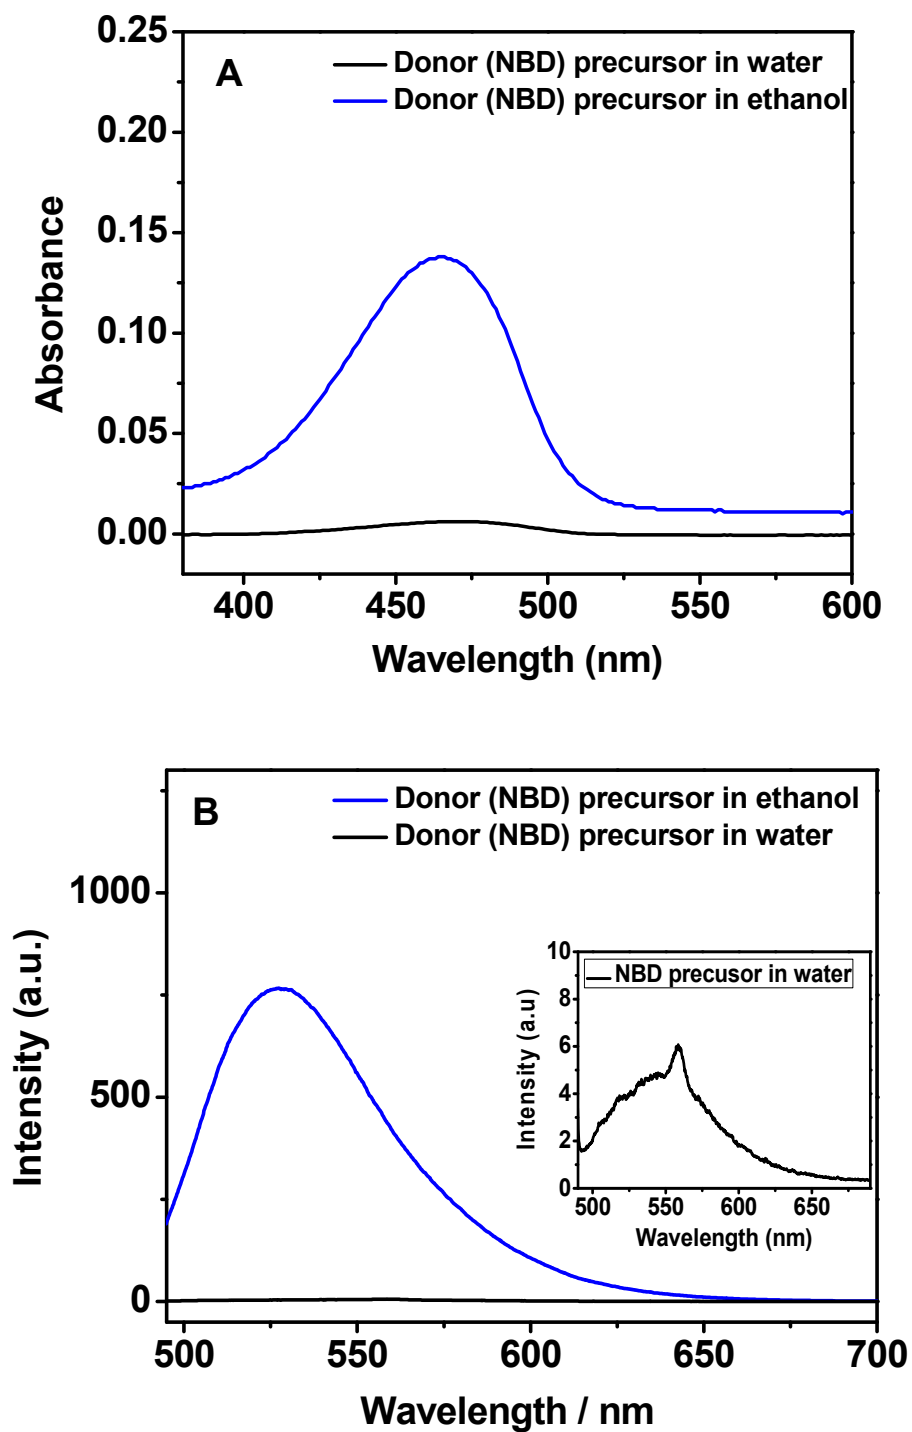 A
Donor (NBD) precursor in water
Donor (NBD) precursor in ethanol
0.25
0.20
0.15
0.10
0.05
0.00
Absorbance
400 450 500 550 600
Wavelength (nm)
B
Donor (NBD) precursor in ethanol
Donor (NBD) precursor in water
1000
500
0
Intensity (a.u.)
NBD precusor in water
10
8
6
4
2
0
Intensity (a.u)
500 550 600 650
Wavelength (nm)
500 550 600 650 700
Wavelength / nm